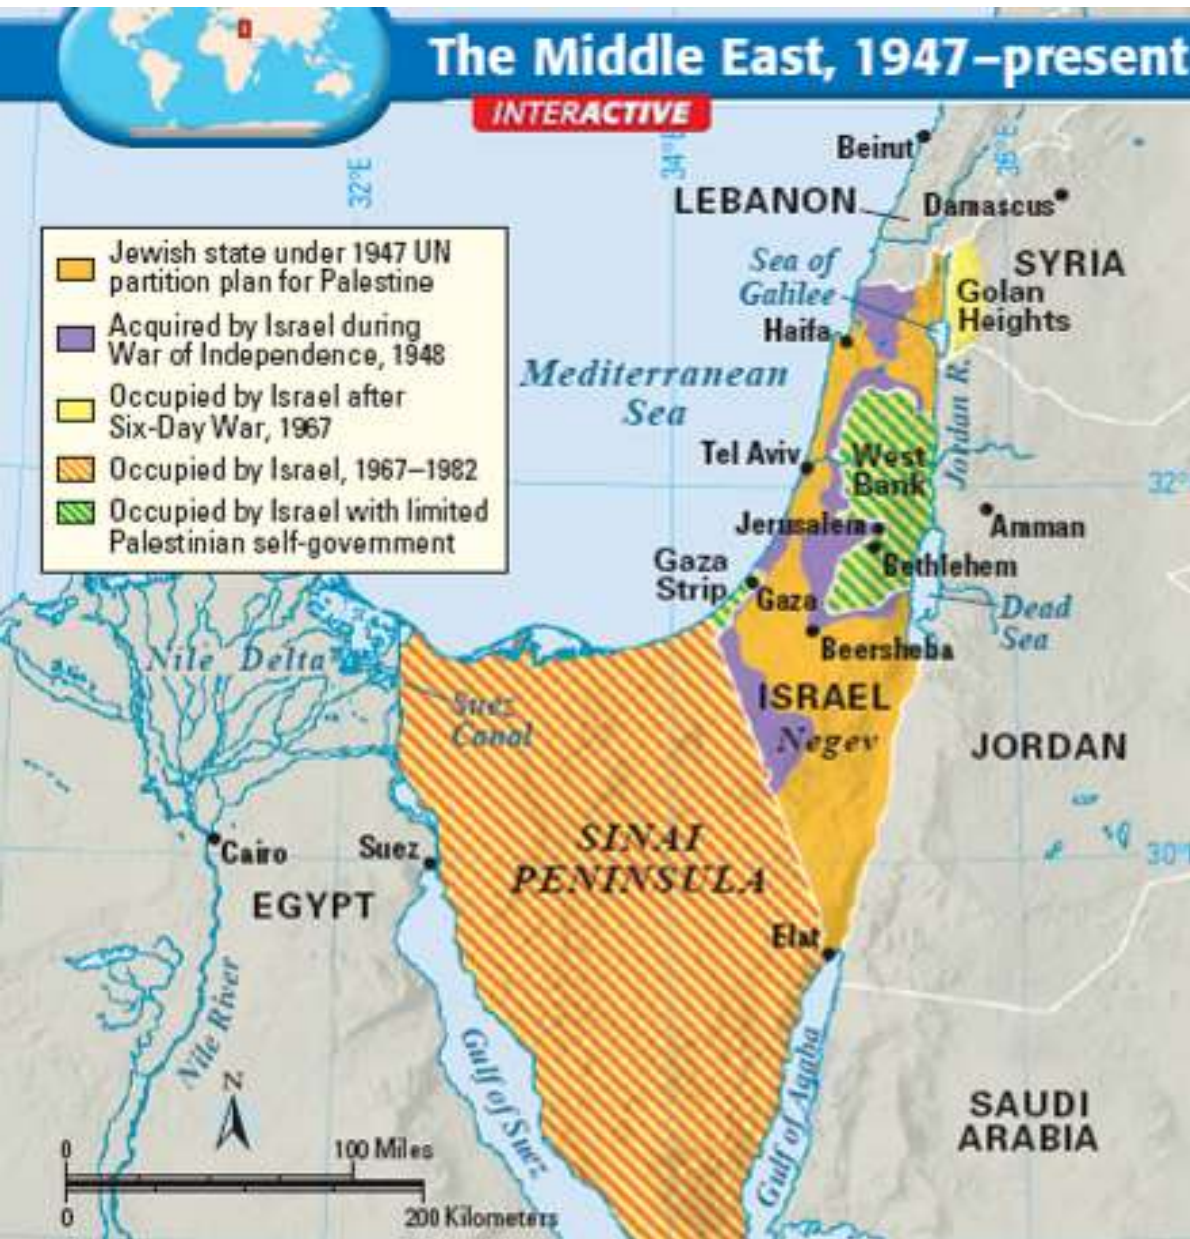 The Middle East, 1947–present
INTERACTIVE
32°E
34°E
36°E
Beirut
LEBANON
Damascus
Jewish state under 1947 UN
partition plan for Palestine
Acquired by Israel during
War of Independence, 1948
Occupied by Israel after
Six-Day War, 1967
Occupied by Israel, 1967–1982
Occupied by Israel with limited
Palestinian self-government
SYRIA
Sea of
Galilee
Golan
Heights
Haifa
Mediterranean
Sea
Jordan R.
Tel Aviv
West
Bank
32°
Jerusalem
Amman
Gaza
Strip
Bethlehem
Gaza
Dead
Sea
Beersheba
Nile Delta
Suez
Canal
ISRAEL
Negev
JORDAN
SINAI
PENINSULA
Cairo
Suez
30°
EGYPT
Elat
Nile River
Gulf of Suez
Gulf of Aqaba
SAUDI
ARABIA
N
0
100 Miles
0
200 Kilometers